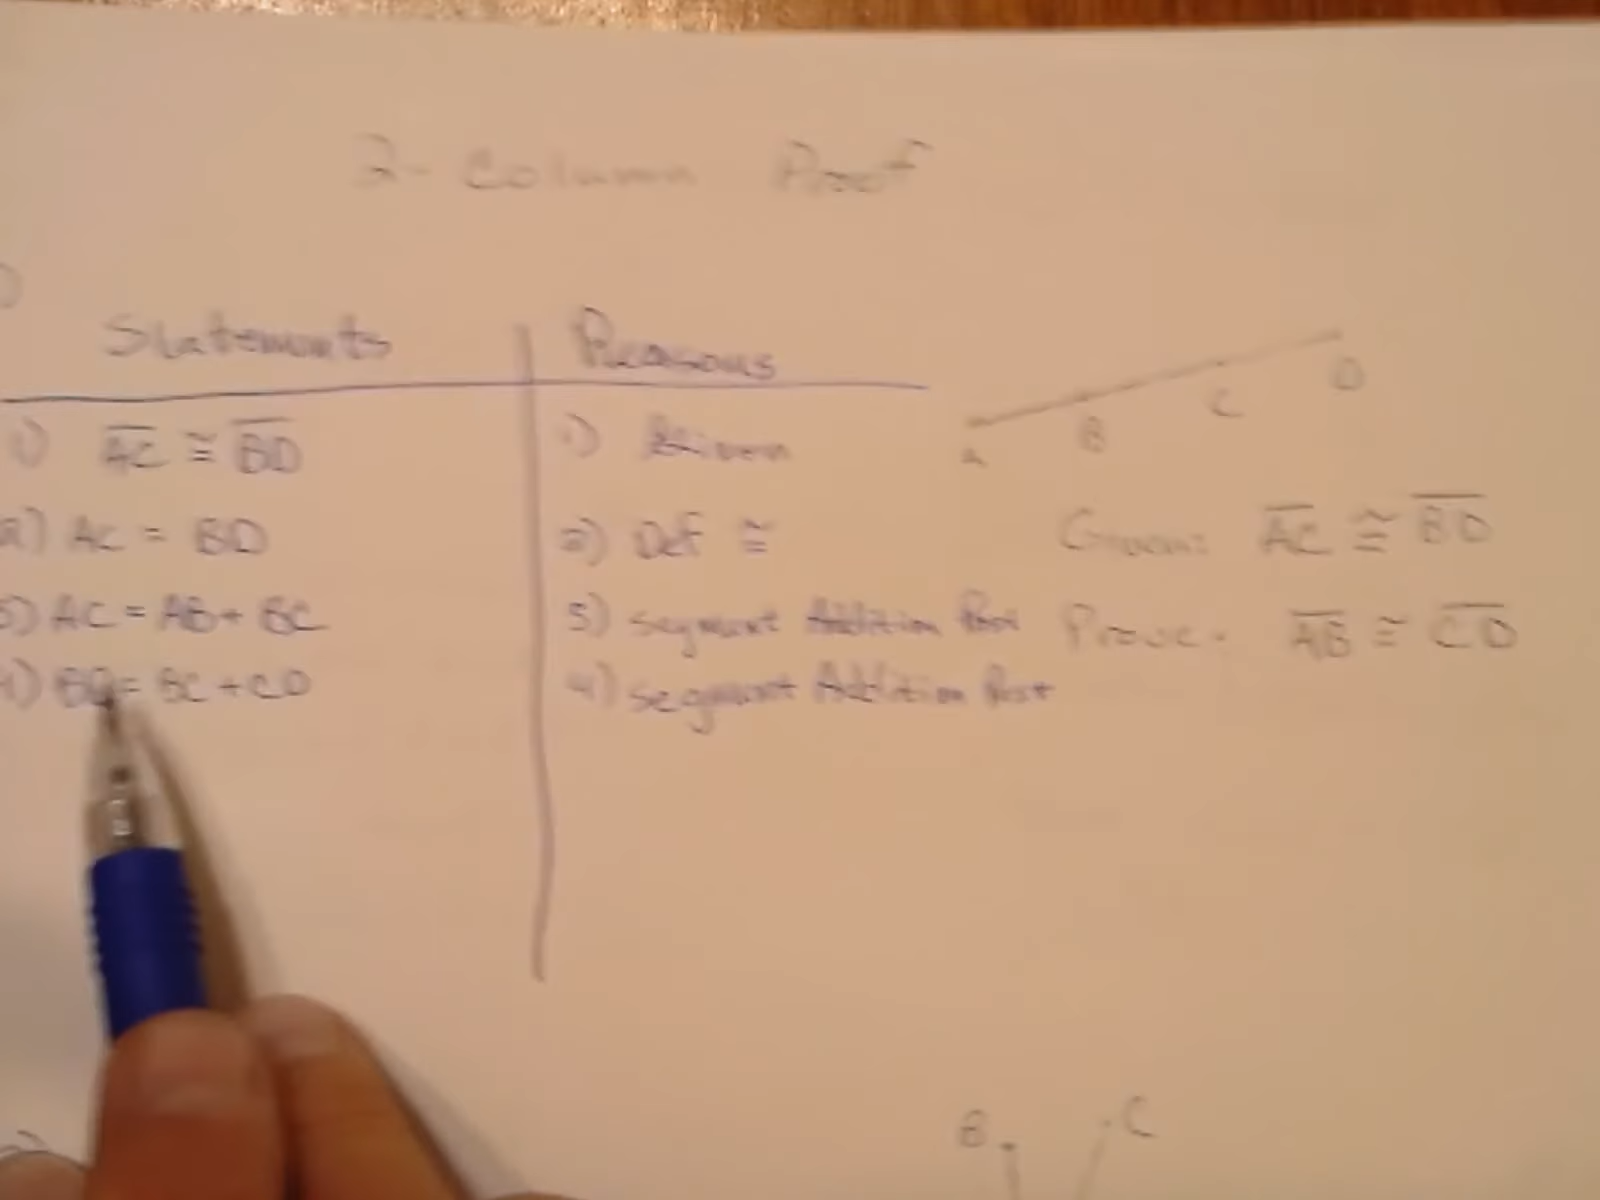 2-Column Proof
Statements
Reasons
1) AC ≅ BD
1) Given
2) AC = BD
2) Def ≅
3) AC = AB + BC
3) Segment Addition Post
4) BD = BC + CD
4) Segment Addition Post
A
B
C
D
Given: AC ≅ BD
Prove: AB ≅ CD
B
C